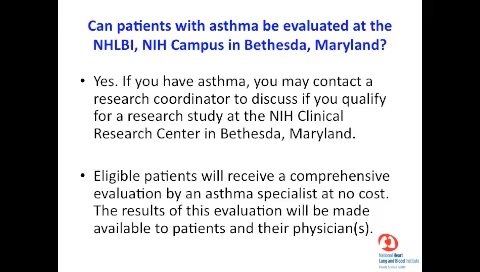 Can patients with asthma be evaluated at the
NHLBI, NIH Campus in Bethesda, Maryland?
• Yes. If you have asthma, you may contact a
research coordinator to discuss if you qualify
for a research study at the NIH Clinical
Research Center in Bethesda, Maryland.
• Eligible patients will receive a comprehensive
evaluation by an asthma specialist at no cost.
The results of this evaluation will be made
available to patients and their physician(s).
National Heart
Lung and Blood Institute